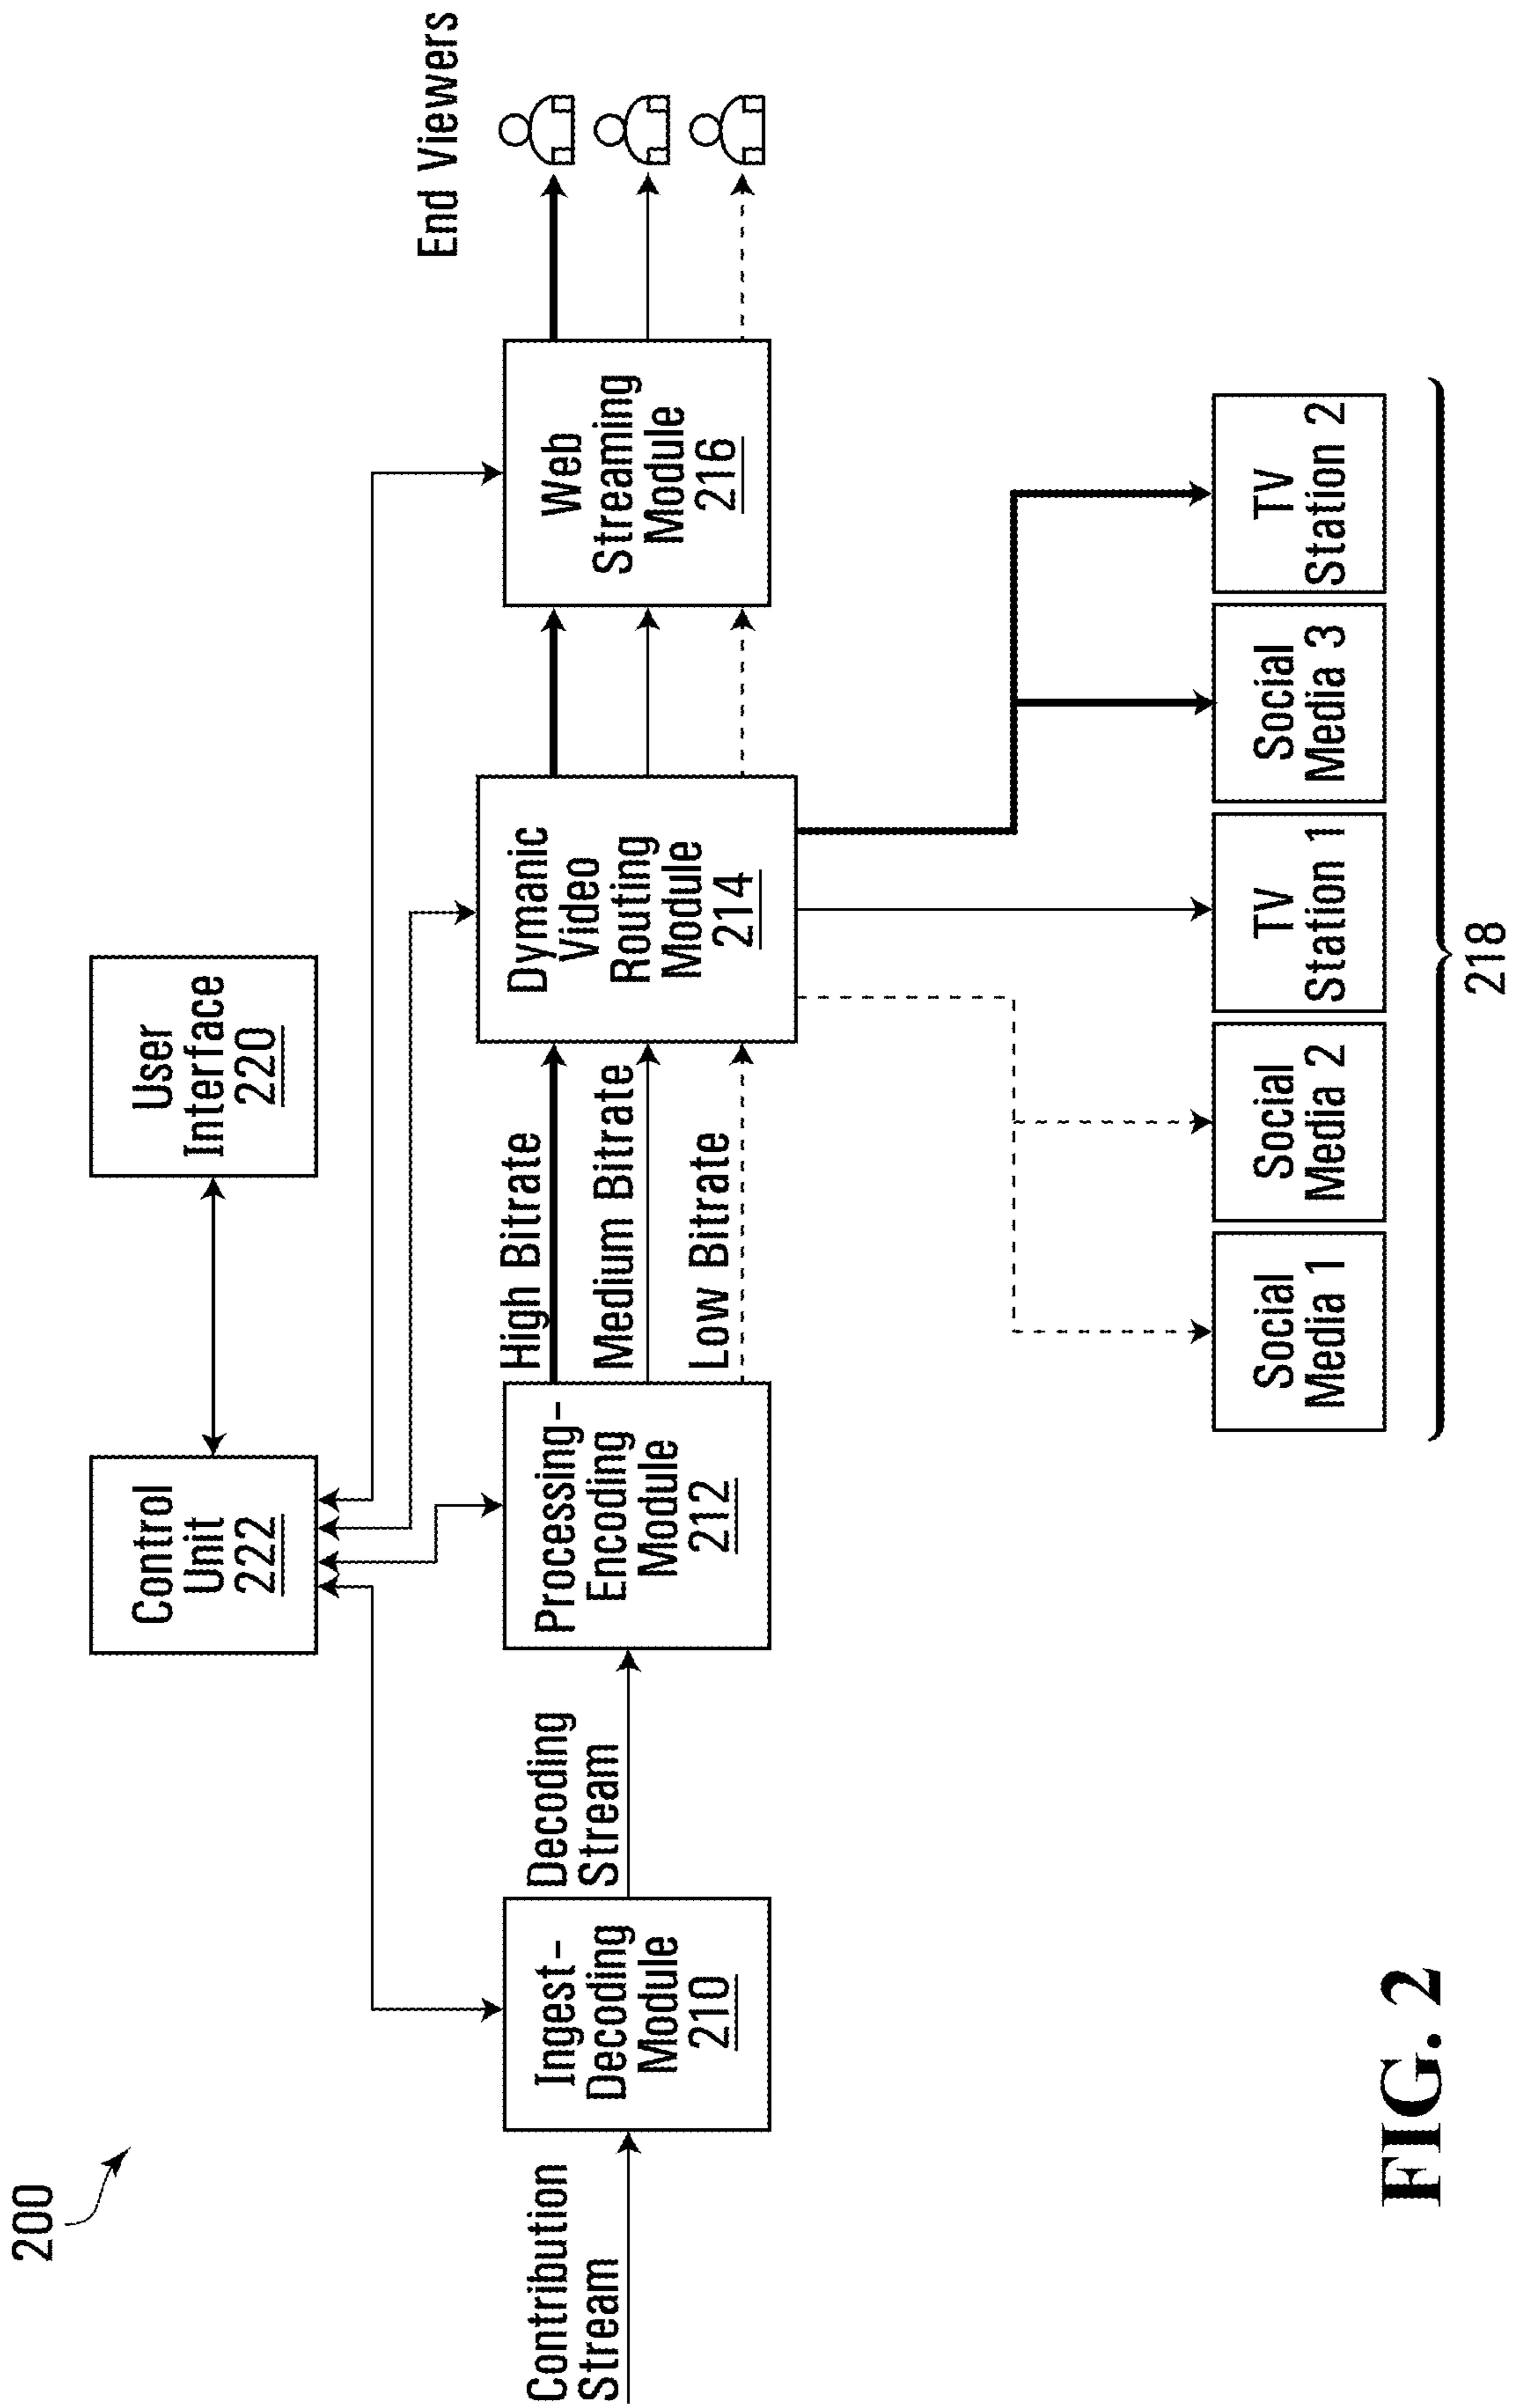 200
Control
Unit
222
User
Interface
220
End Viewers
Contribution
Stream
Ingest-
Decoding
Module
210
Decoding
Stream
Processing-
Encoding
Module
212
High Bitrate
Medium Bitrate
Low Bitrate
Dymanic
Video
Routing
Module
214
Web
Streaming
Module
216
Social
Media 1
Social
Media 2
TV
Station 1
Social
Media 3
TV
Station 2
218
FIG. 2